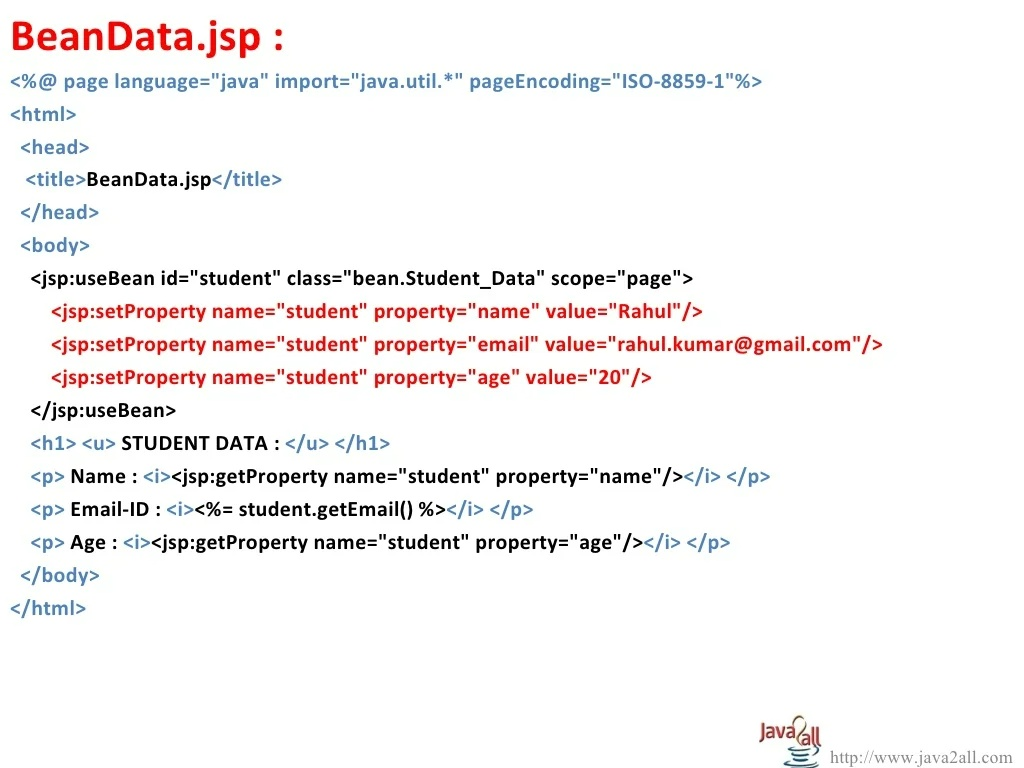 BeanData.jsp :
<%@ page language="java" import="java.util.*" pageEncoding="ISO-8859-1"%>
<html>
<head>
<title>BeanData.jsp</title>
</head>
<body>
<jsp:useBean id="student" class="bean.Student_Data" scope="page">
<jsp:setProperty name="student" property="name" value="Rahul"/>
<jsp:setProperty name="student" property="email" value="rahul.kumar@gmail.com"/>
<jsp:setProperty name="student" property="age" value="20"/>
</jsp:useBean>
<h1> <u> STUDENT DATA : </u> </h1>
<p> Name : <i><jsp:getProperty name="student" property="name"/></i> </p>
<p> Email-ID : <i><%= student.getEmail() %></i> </p>
<p> Age : <i><jsp:getProperty name="student" property="age"/></i> </p>
</body>
</html>
Java2all
http://www.java2all.com